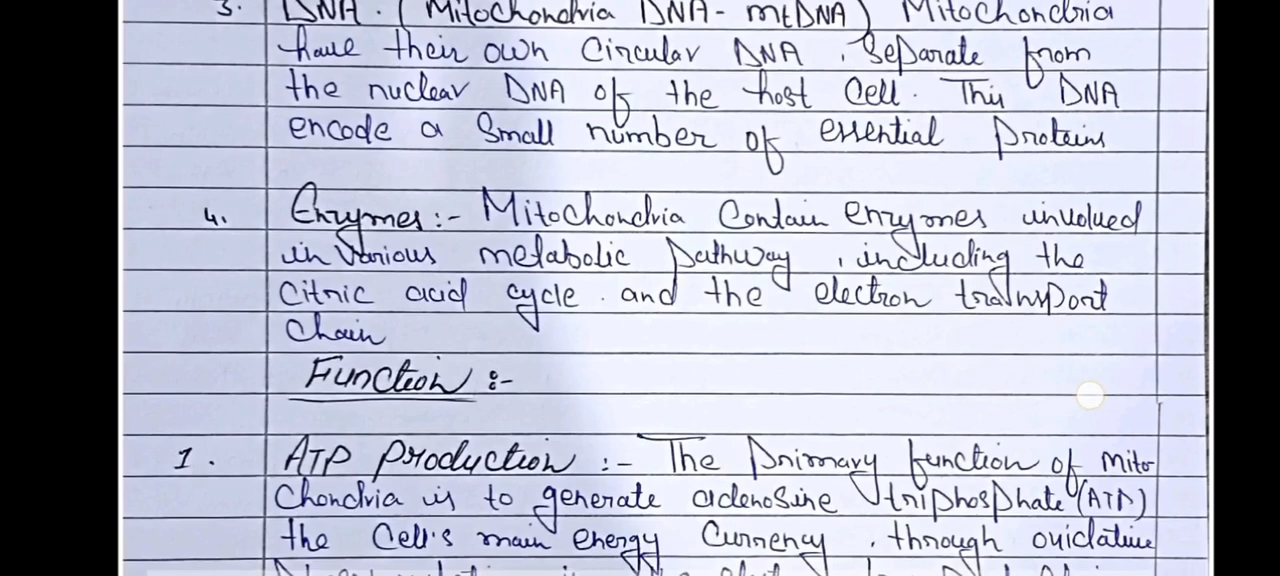 3. DNA. (Mitochondria DNA - mtDNA) Mitochondria
have their own Circular DNA, Separate from
the nuclear DNA of the host Cell. This DNA
encode a Small number of essential Proteins
4. Enzymes :- Mitochondria Contain enzymes involved
in various metabolic pathway, including the
Citric acid cycle and the electron transport
Chain
Function :-
1. ATP Production :- The primary function of Mito
Chondria is to generate adenosine triphosphate (ATP)
the Cell's main energy Currency, through oxidative